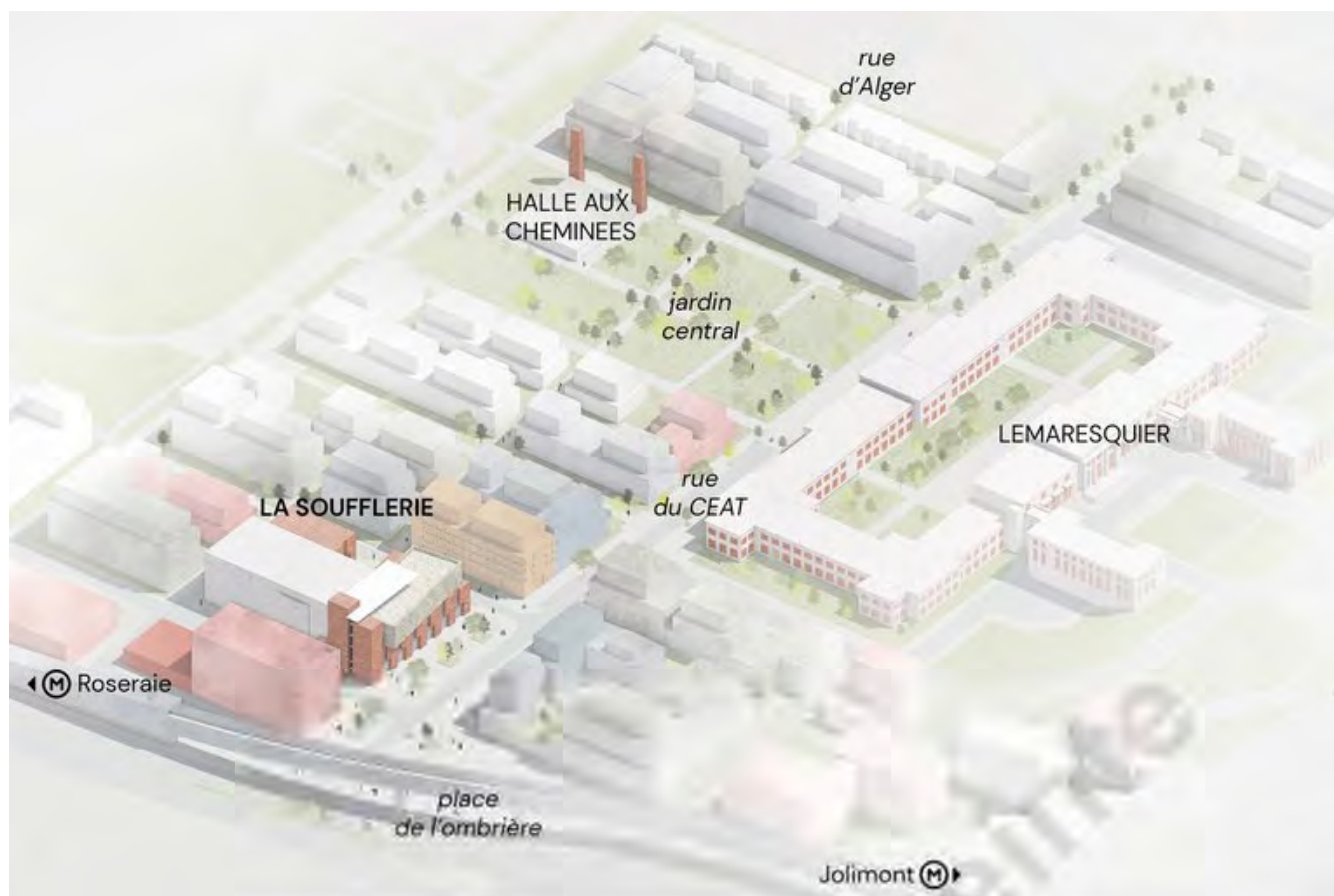 rue
d'Alger
HALLE AUX
CHEMINEES
jardin
central
LEMARESQUIER
rue
du CEAT
LA SOUFFLERIE
M Roseraie
place
de l'ombrière
Jolimont M